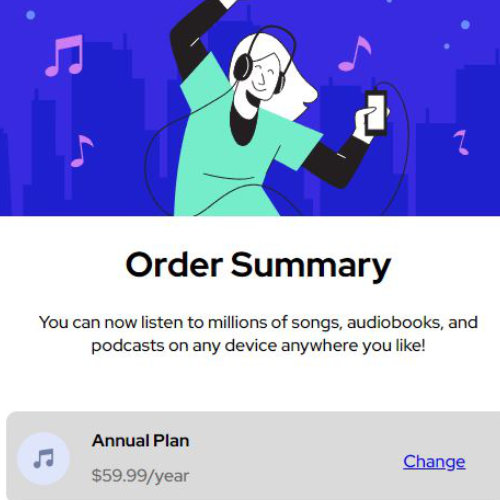 Order Summary
You can now listen to millions of songs, audiobooks, and
podcasts on any device anywhere you like!
Annual Plan
$59.99/year
Change